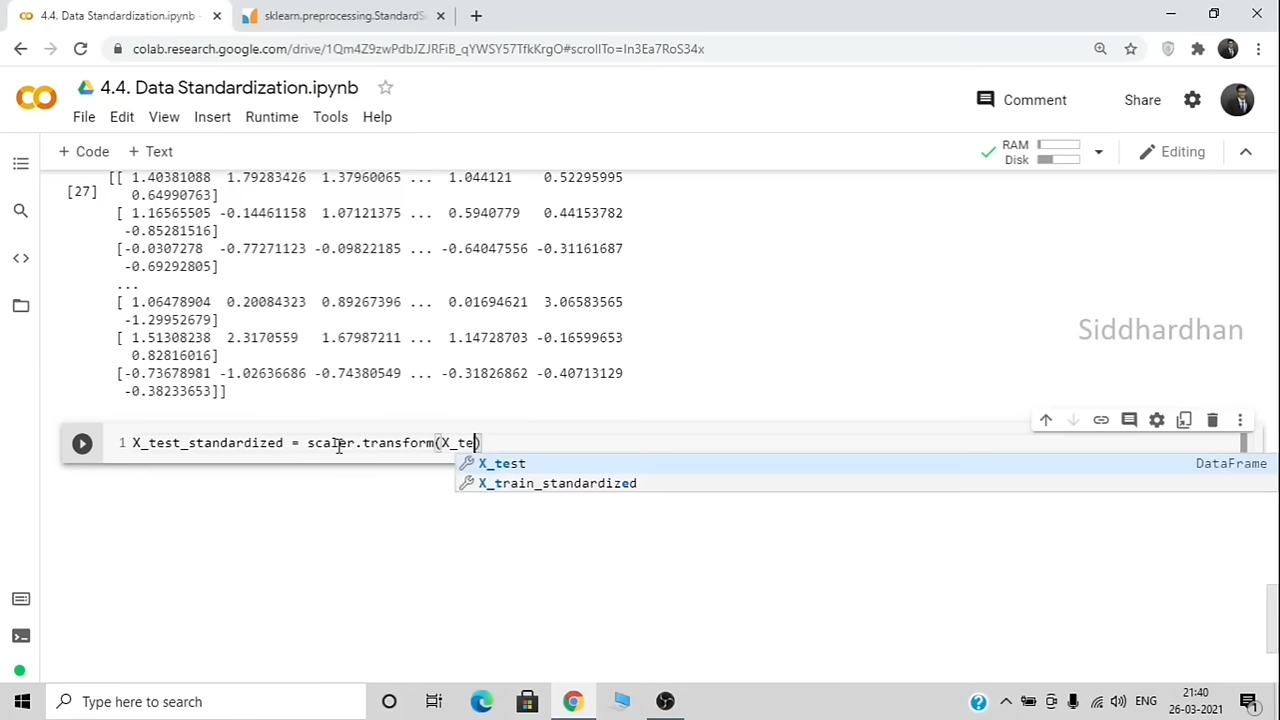 4.4. Data Standardization.ipynb
sklearn.preprocessing.StandardS
colab.research.google.com/drive/1Qm4Z9zwPdbJZJRFiB_qYWSY57TfkKrgO#scrollTo=In3Ea7RoS34x
4.4. Data Standardization.ipynb
Comment
Share
File Edit View Insert Runtime Tools Help
+ Code + Text
RAM
Disk
Editing
[27]
[[ 1.40381088 1.79283426 1.37960065 ... 1.044121 0.52295995
0.64990763]
[ 1.16565505 -0.14461158 1.07121375 ... 0.5940779 0.44153782
-0.85281516]
[-0.0307278 -0.77271123 -0.09822185 ... -0.64047556 -0.31161687
-0.69292805]
...
[ 1.06478904 0.20084323 0.89267396 ... 0.01694621 3.06583565
-1.29952679]
[ 1.51308238 2.3170559 1.67987211 ... 1.14728703 -0.16599653
0.82816016]
[-0.73678981 -1.02636686 -0.74380549 ... -0.31826862 -0.40713129
-0.38233653]]
Siddhardhan
1 X_test_standardized = scaler.transform(X_te)
X_test DataFrame
X_train_standardized
Type here to search
ENG
21:40
26-03-2021